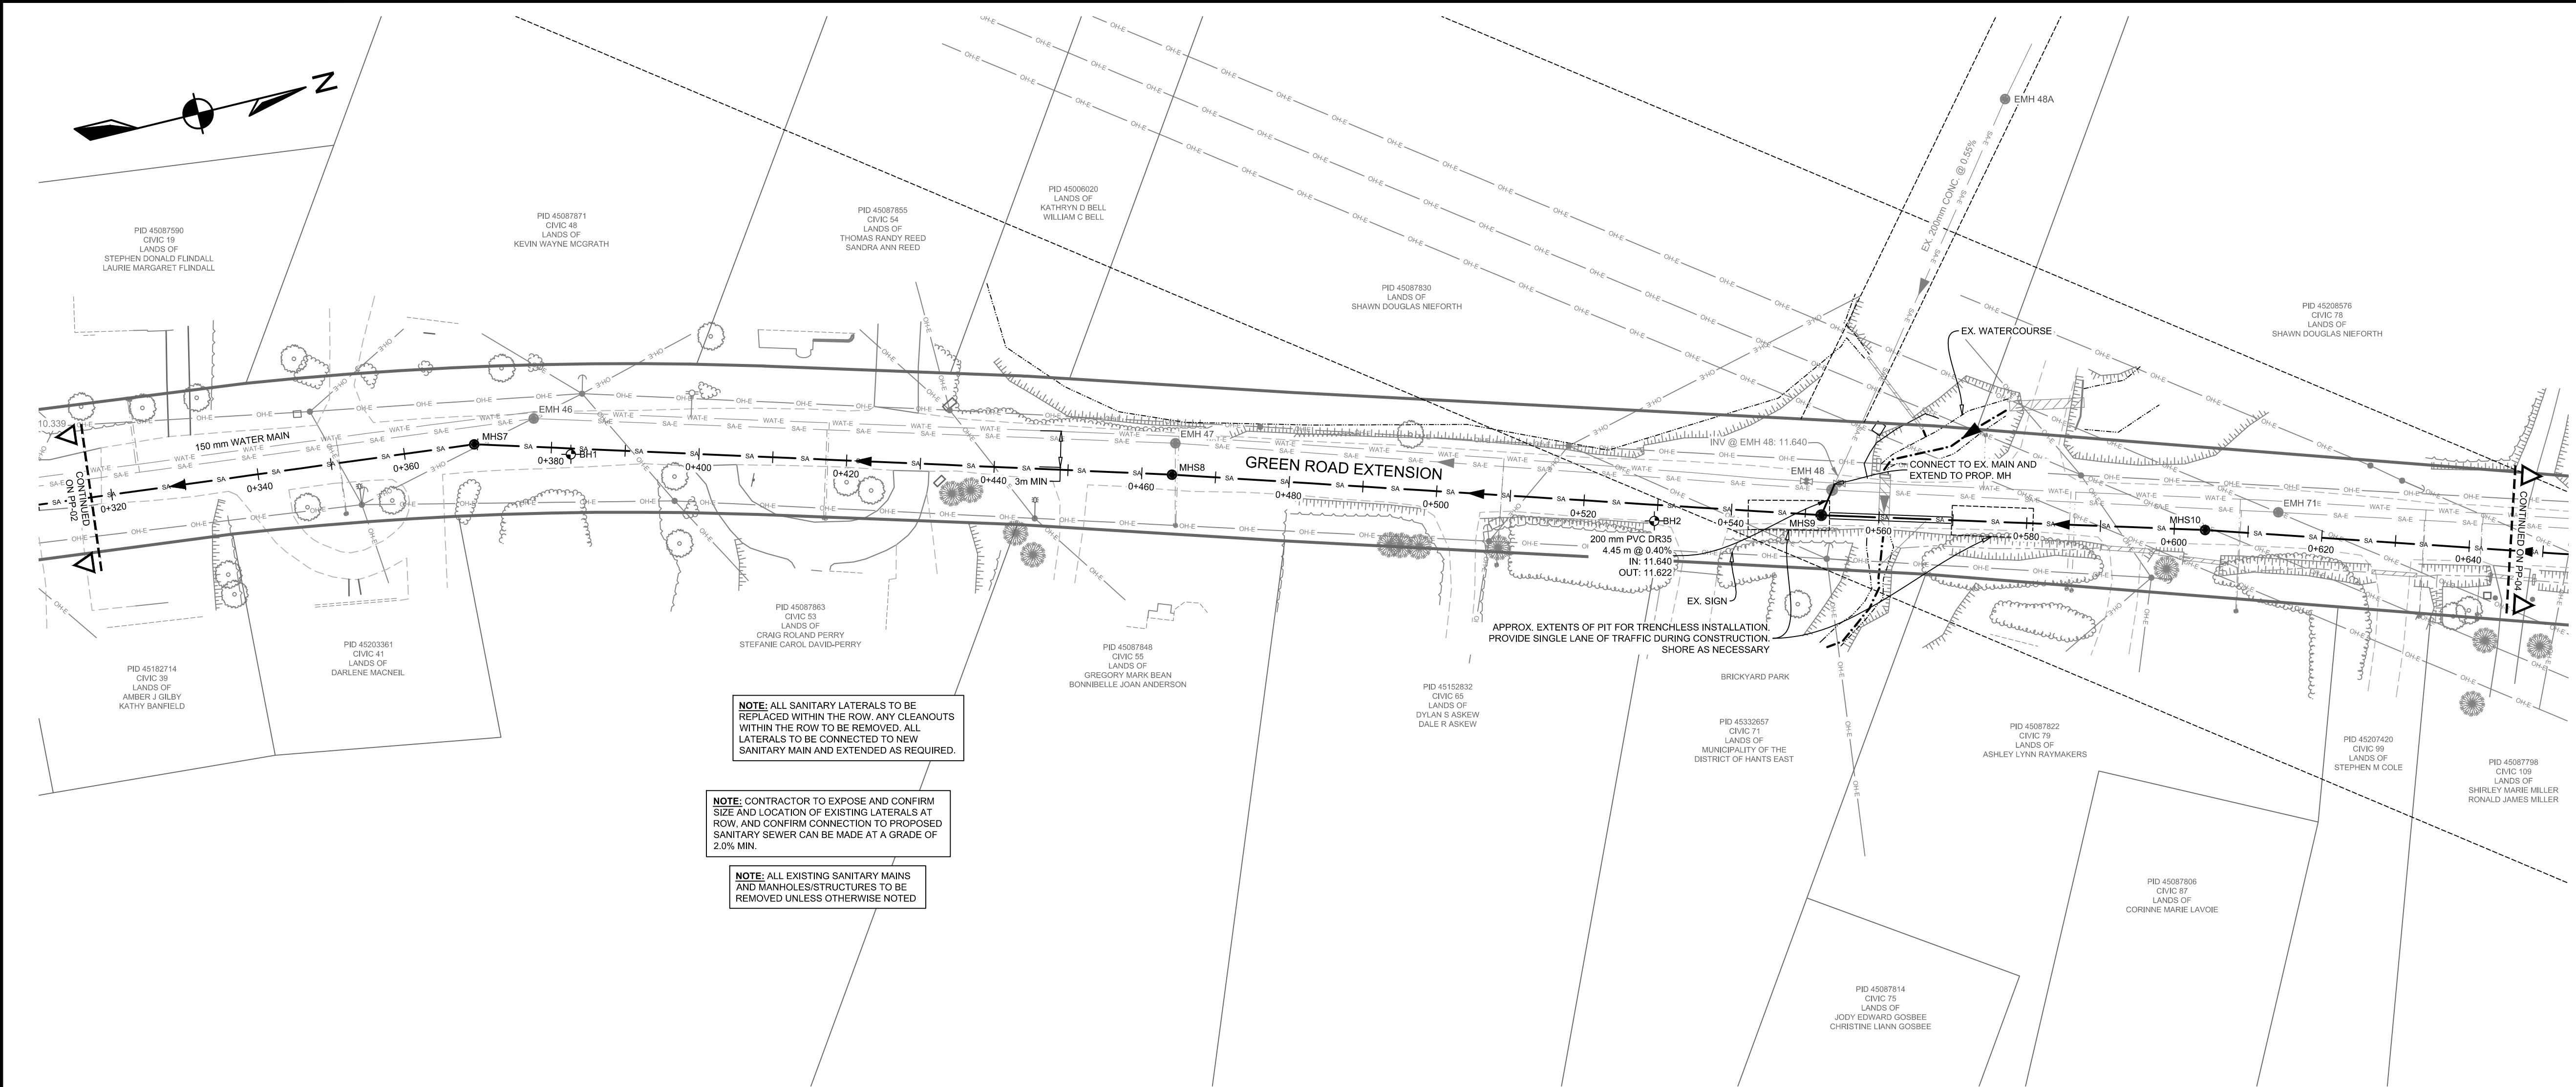 N
PID 45087590
CIVIC 19
LANDS OF
STEPHEN DONALD FLINDALL
LAURIE MARGARET FLINDALL
PID 45087871
CIVIC 48
LANDS OF
KEVIN WAYNE MCGRATH
PID 45087855
CIVIC 54
LANDS OF
THOMAS RANDY REED
SANDRA ANN REED
PID 45006020
LANDS OF
KATHRYN D BELL
WILLIAM C BELL
PID 45087830
LANDS OF
SHAWN DOUGLAS NIEFORTH
EMH 48A
EX. 200mm CONC. @ 0.55%
EX. WATERCOURSE
PID 45208576
CIVIC 78
LANDS OF
SHAWN DOUGLAS NIEFORTH
10.339
CONTINUED
ON PP-02
150 mm WATER MAIN
EMH 46
MHS7
BH1
EMH 47
MHS8
3m MIN
GREEN ROAD EXTENSION
INV @ EMH 48: 11.640
EMH 48
CONNECT TO EX. MAIN AND
EXTEND TO PROP. MH
EMH 71
MHS9
MHS10
BH2
CONTINUED ON PP-04
0+320
0+340
0+360
0+380
0+400
0+420
0+440
0+460
0+480
0+500
0+520
0+540
0+560
0+580
0+600
0+620
0+640
OH-E
WAT-E
SA-E
SA
200 mm PVC DR35
4.45 m @ 0.40%
IN: 11.640
OUT: 11.622
EX. SIGN
APPROX. EXTENTS OF PIT FOR TRENCHLESS INSTALLATION.
PROVIDE SINGLE LANE OF TRAFFIC DURING CONSTRUCTION.
SHORE AS NECESSARY
PID 45182714
CIVIC 39
LANDS OF
AMBER J GILBY
KATHY BANFIELD
PID 45203361
CIVIC 41
LANDS OF
DARLENE MACNEIL
PID 45087863
CIVIC 53
LANDS OF
CRAIG ROLAND PERRY
STEFANIE CAROL DAVID-PERRY
PID 45087848
CIVIC 55
LANDS OF
GREGORY MARK BEAN
BONNIBELLE JOAN ANDERSON
PID 45152832
CIVIC 65
LANDS OF
DYLAN S ASKEW
DALE R ASKEW
BRICKYARD PARK
PID 45332657
CIVIC 71
LANDS OF
MUNICIPALITY OF THE
DISTRICT OF HANTS EAST
PID 45087822
CIVIC 79
LANDS OF
ASHLEY LYNN RAYMAKERS
PID 45207420
CIVIC 99
LANDS OF
STEPHEN M COLE
PID 45087798
CIVIC 109
LANDS OF
SHIRLEY MARIE MILLER
RONALD JAMES MILLER
NOTE: ALL SANITARY LATERALS TO BE
REPLACED WITHIN THE ROW. ANY CLEANOUTS
WITHIN THE ROW TO BE REMOVED. ALL
LATERALS TO BE CONNECTED TO NEW
SANITARY MAIN AND EXTENDED AS REQUIRED.
NOTE: CONTRACTOR TO EXPOSE AND CONFIRM
SIZE AND LOCATION OF EXISTING LATERALS AT
ROW, AND CONFIRM CONNECTION TO PROPOSED
SANITARY SEWER CAN BE MADE AT A GRADE OF
2.0% MIN.
NOTE: ALL EXISTING SANITARY MAINS
AND MANHOLES/STRUCTURES TO BE
REMOVED UNLESS OTHERWISE NOTED
PID 45087806
CIVIC 87
LANDS OF
CORINNE MARIE LAVOIE
PID 45087814
CIVIC 75
LANDS OF
JODY EDWARD GOSBEE
CHRISTINE LIANN GOSBEE